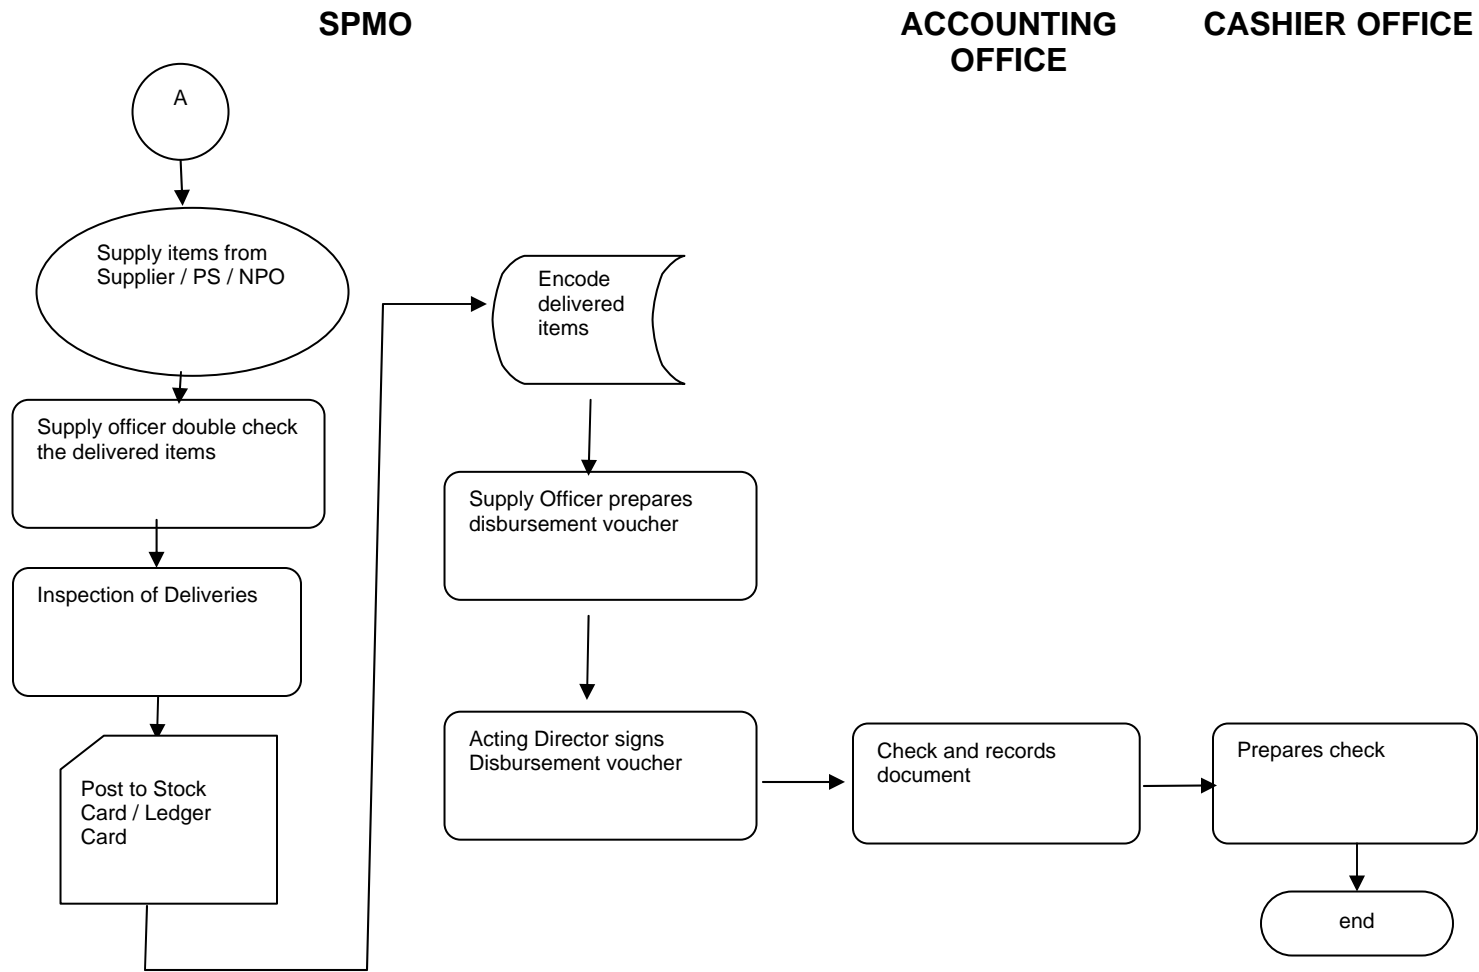 SPMO
ACCOUNTING
OFFICE
CASHIER OFFICE
A
Supply items from
Supplier / PS / NPO
Supply officer double check
the delivered items
Inspection of Deliveries
Post to Stock
Card / Ledger
Card
Encode
delivered
items
Supply Officer prepares
disbursement voucher
Acting Director signs
Disbursement voucher
Check and records
document
Prepares check
end